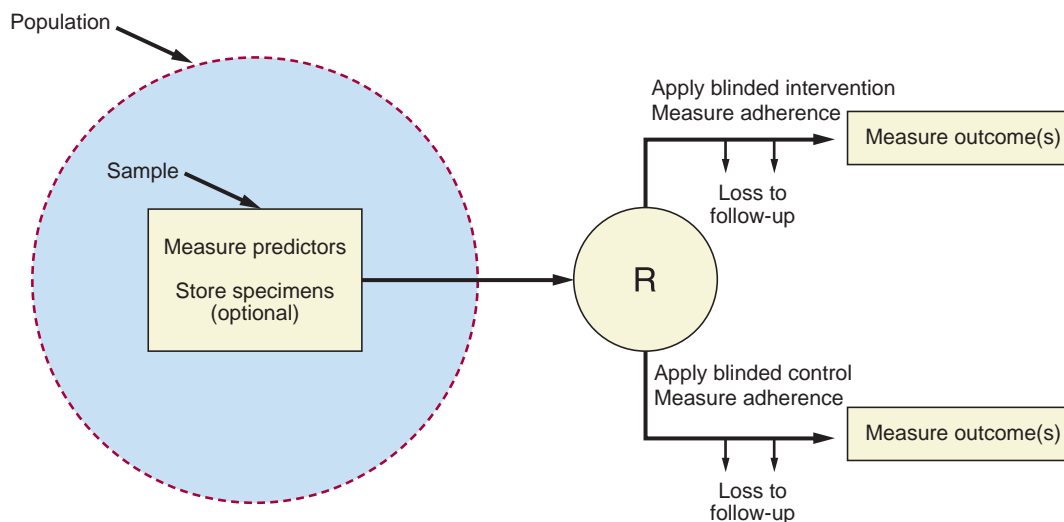 Population
Sample
Measure predictors
Store specimens
(optional)
R
Apply blinded intervention
Measure adherence
Loss to
follow-up
Measure outcome(s)
Apply blinded control
Measure adherence
Loss to
follow-up
Measure outcome(s)